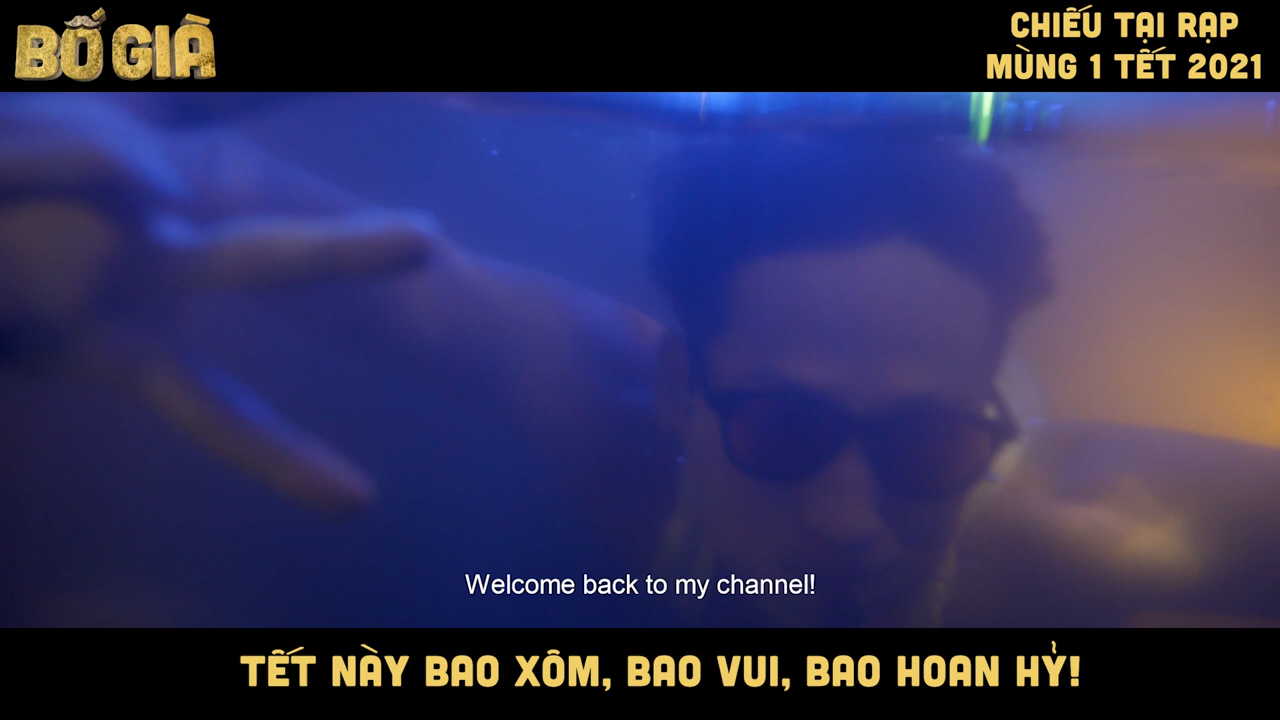 BỐ GIÀ
CHIẾU TẠI RẠP
MÙNG 1 TẾT 2021
Welcome back to my channel!
TẾT NÀY BAO XÔM, BAO VUI, BAO HOAN HỶ!